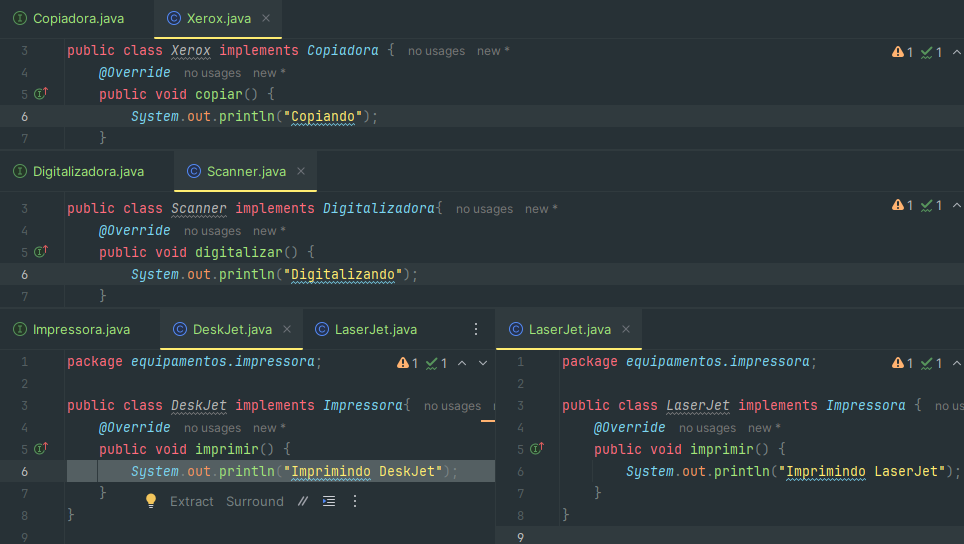 Copiadora.java Xerox.java
3 public class Xerox implements Copiadora { no usages new *
1 1
4 @Override no usages new *
5 public void copiar() {
6 System.out.println("Copiando");
7 }
Digitalizadora.java Scanner.java
3 public class Scanner implements Digitalizadora{ no usages new *
1 1
4 @Override no usages new *
5 public void digitalizar() {
6 System.out.println("Digitalizando");
7 }
Impressora.java DeskJet.java LaserJet.java
1 package equipamentos.impressora;
1 1
2
3 public class DeskJet implements Impressora{ no usages
4 @Override no usages new *
5 public void imprimir() {
6 System.out.println("Imprimindo DeskJet");
7 }
Extract Surround
8 }
9
LaserJet.java
1 package equipamentos.impressora;
1 1
2
3 public class LaserJet implements Impressora { no us
4 @Override no usages new *
5 public void imprimir() {
6 System.out.println("Imprimindo LaserJet");
7 }
8 }
9